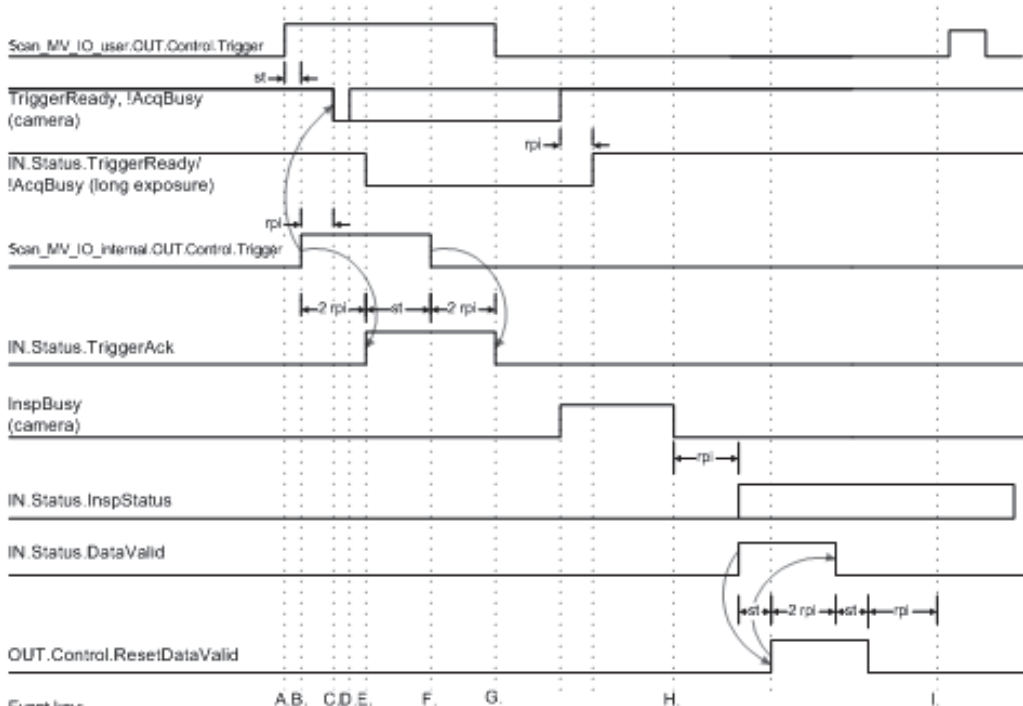 Scan_MV_IO_user.OUT.Control.Trigger
st
TriggerReady, !AcqBusy
(camera)
rpi
IN.Status.TriggerReady/
!AcqBusy (long exposure)
rpi
Scan_MV_IO_internal.OUT.Control.Trigger
2 rpi st 2 rpi
IN.Status.TriggerAck
InspBusy
(camera)
rpi
IN.Status.InspStatus
IN.Status.DataValid
st 2 rpi st rpi
OUT.Control.ResetDataValid
A. B. C. D. E. F. G. H. I.